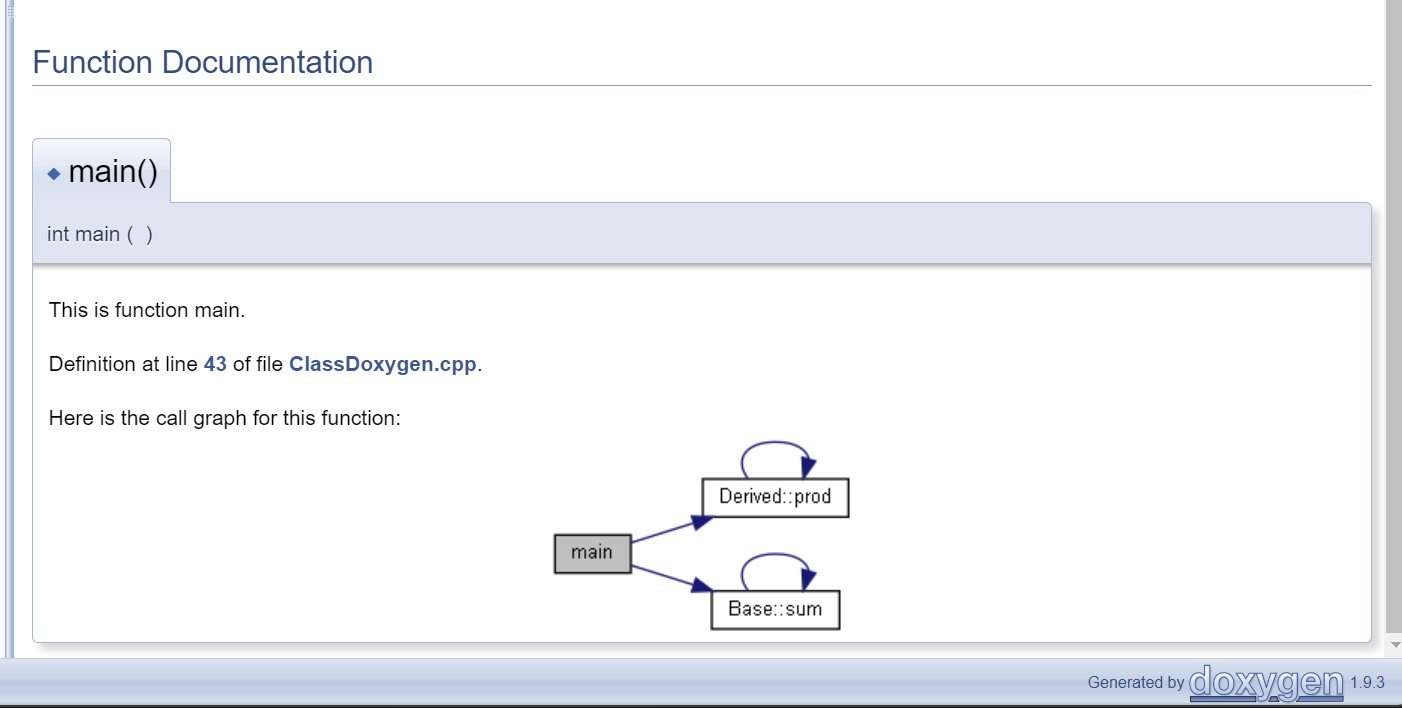 Function Documentation
◆ main()
int main ( )
This is function main.
Definition at line 43 of file ClassDoxygen.cpp.
Here is the call graph for this function:
Derived::prod
main
Base::sum
Generated by doxygen 1.9.3